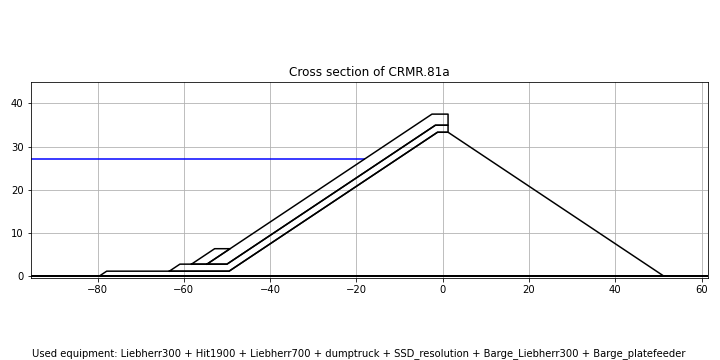 Cross section of CRMR.81a
40
30
20
10
0
−80 −60 −40 −20 0 20 40 60
Used equipment: Liebherr300 + Hit1900 + Liebherr700 + dumptruck + SSD_resolution + Barge_Liebherr300 + Barge_platefeeder